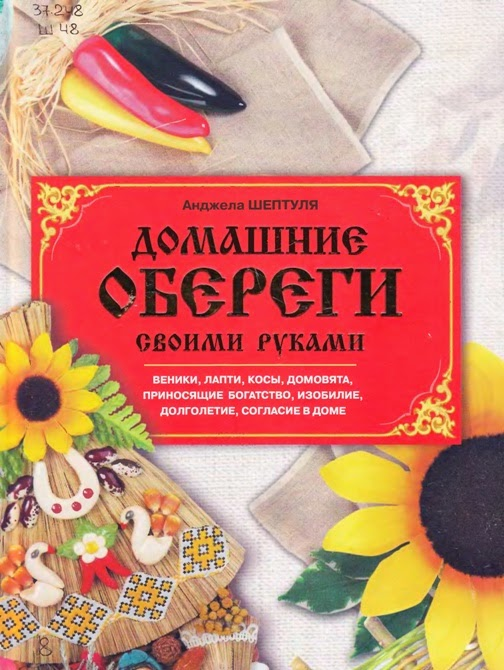 37.248
Ш 48
Анджела ШЕПТУЛЯ
ДОМАШНИЕ
ОБЕРЕГИ
СВОИМИ РУКАМИ
ВЕНИКИ, ЛАПТИ, КОСЫ, ДОМОВЯТА,
ПРИНОСЯЩИЕ БОГАТСТВО, ИЗОБИЛИЕ,
ДОЛГОЛЕТИЕ, СОГЛАСИЕ В ДОМЕ
8